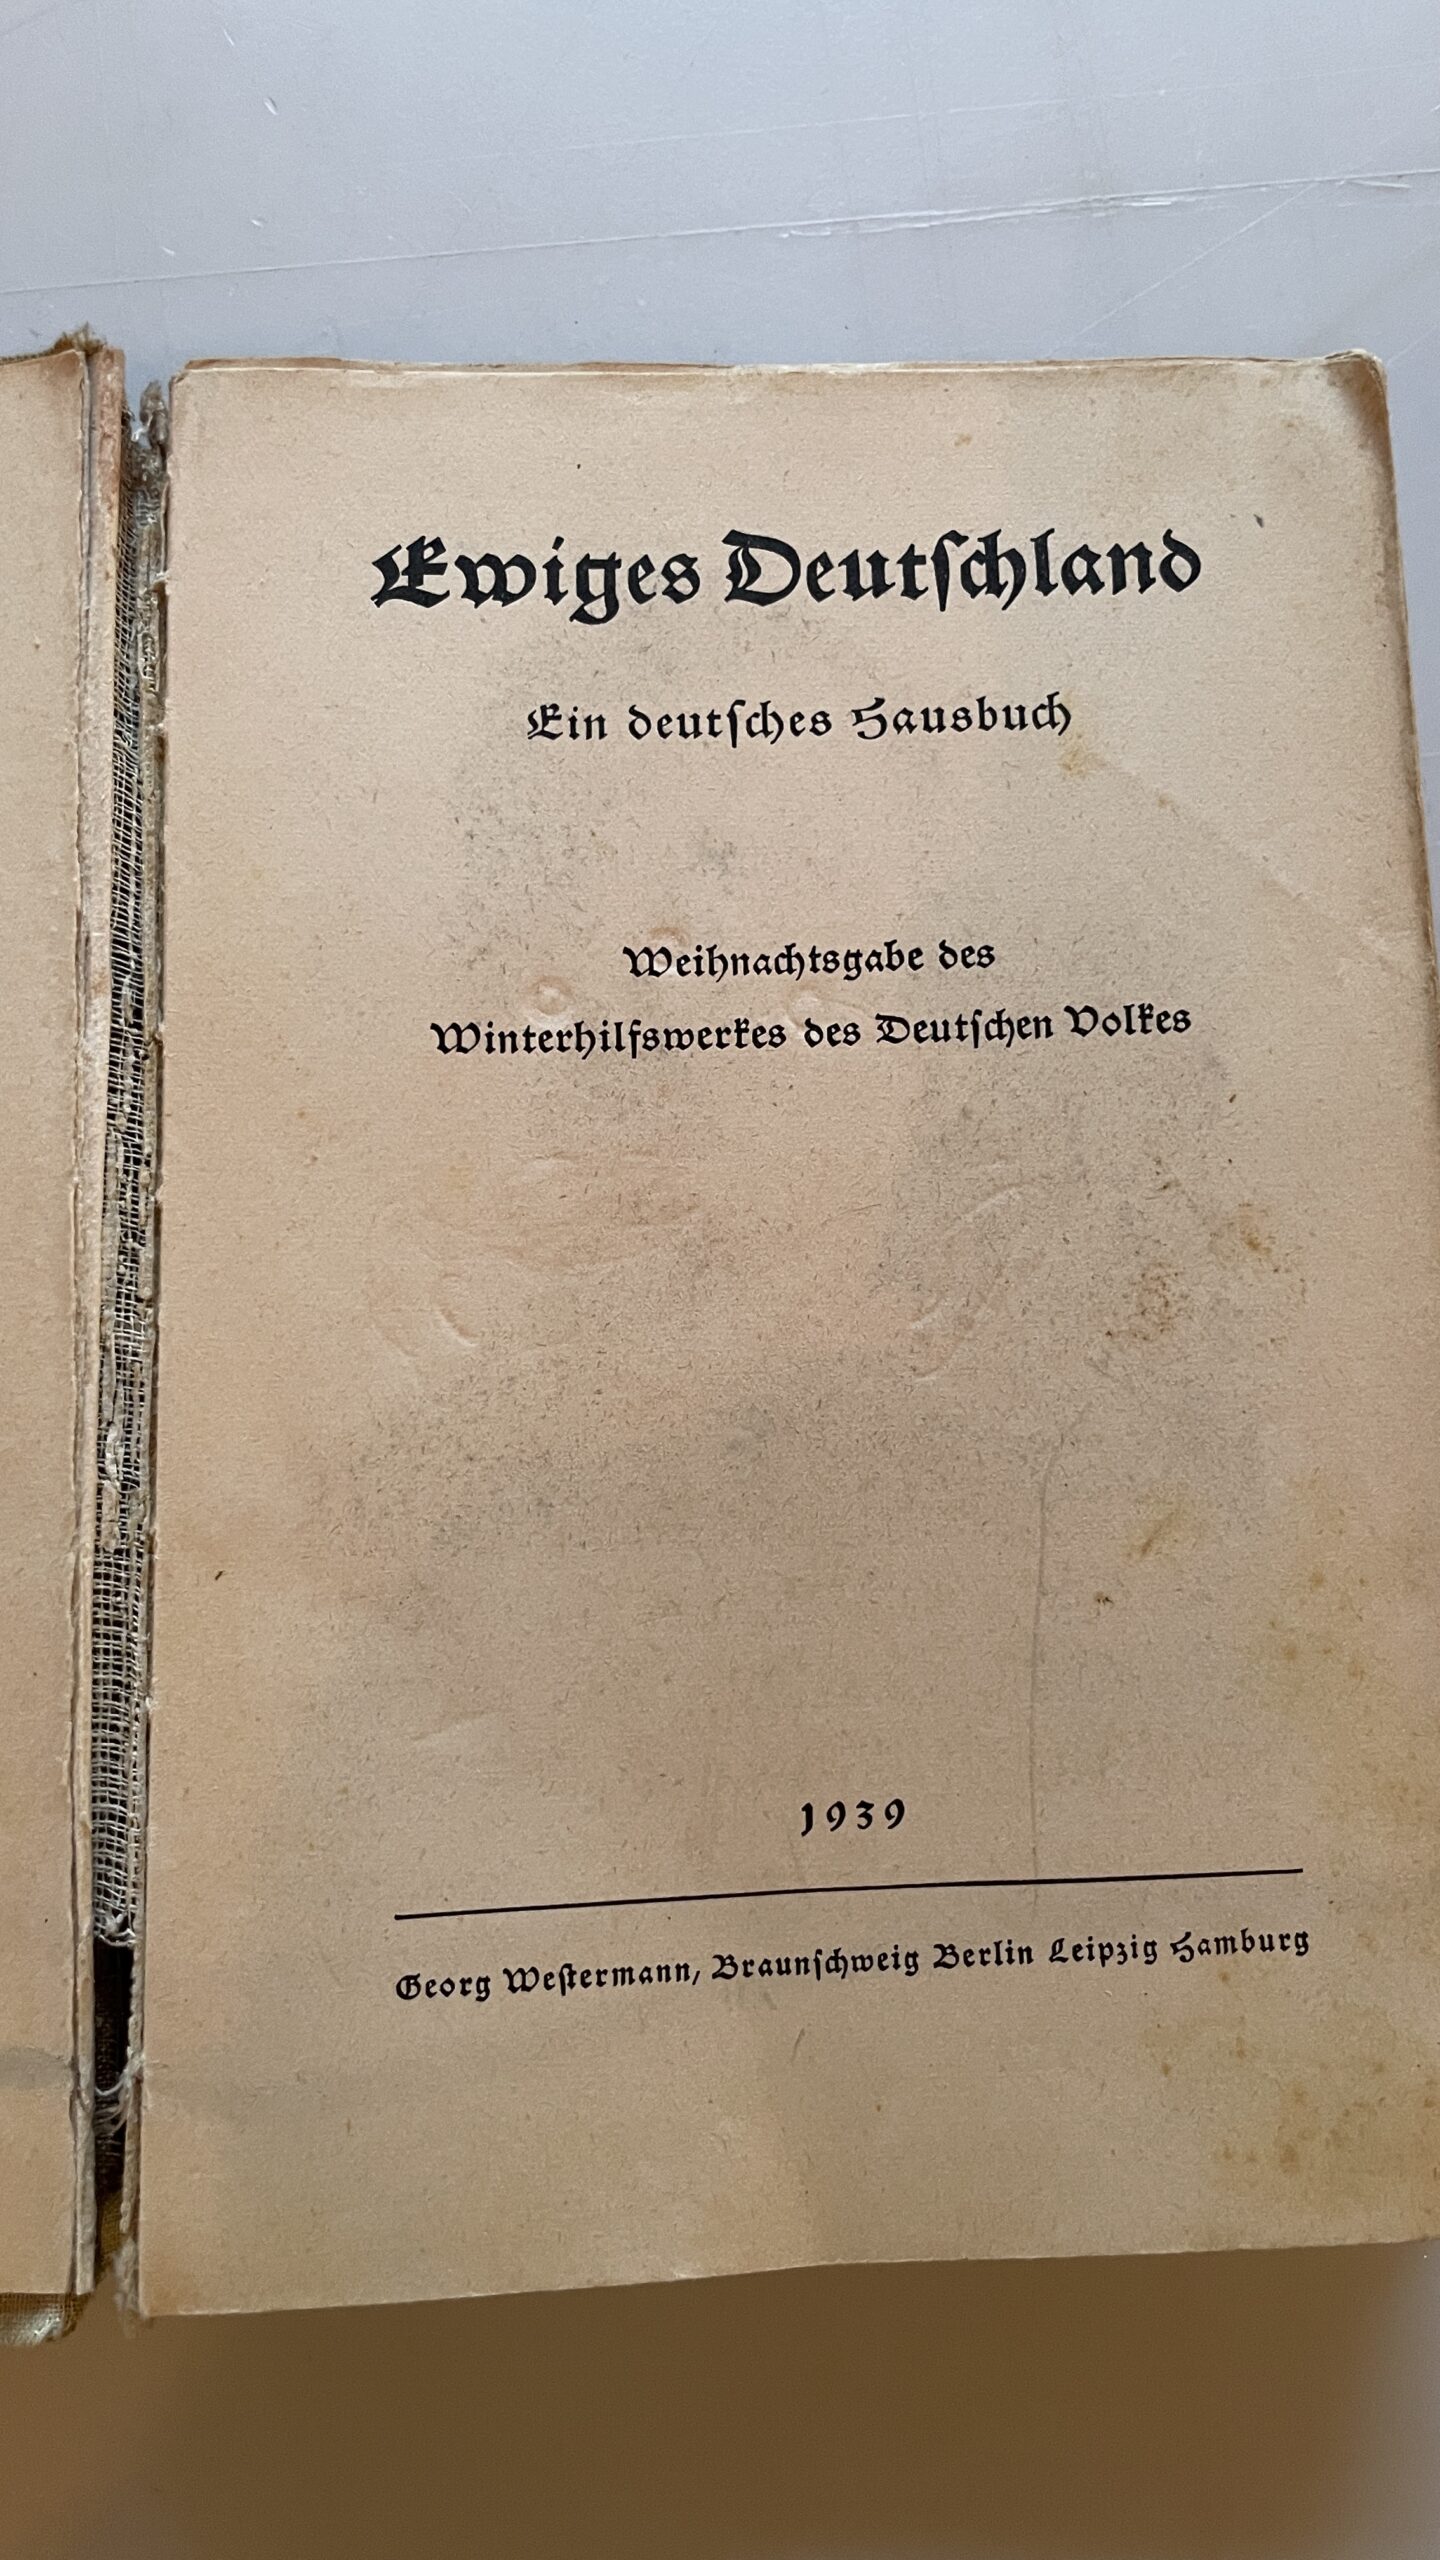 Ewiges Deutſchland
Ein deutſches Hausbuch
Weihnachtsgabe des
Winterhilfswerkes des Deutſchen Volkes
1939
Georg Weſtermann, Braunſchweig Berlin Leipzig Hamburg